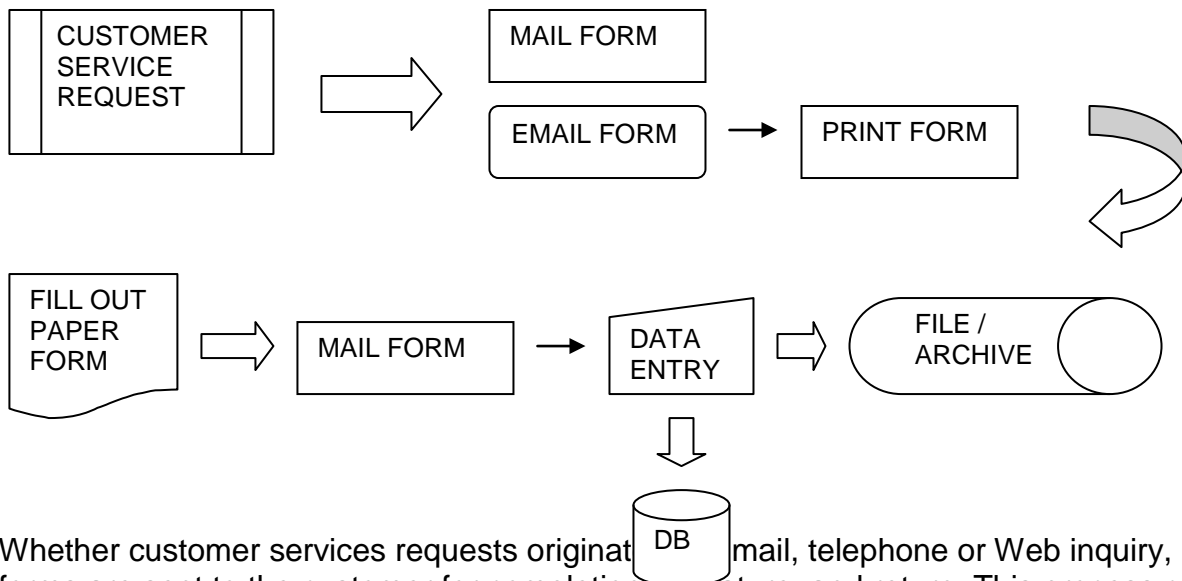 CUSTOMER
SERVICE
REQUEST
MAIL FORM
EMAIL FORM
PRINT FORM
FILL OUT
PAPER
FORM
MAIL FORM
DATA
ENTRY
FILE /
ARCHIVE
DB
Whether customer services requests originat mail, telephone or Web inquiry,